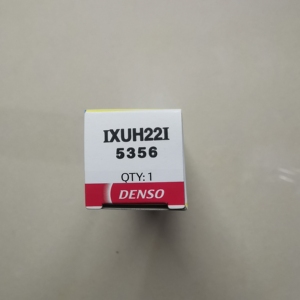 IXUH22I
5356
QTY: 1
DENSO